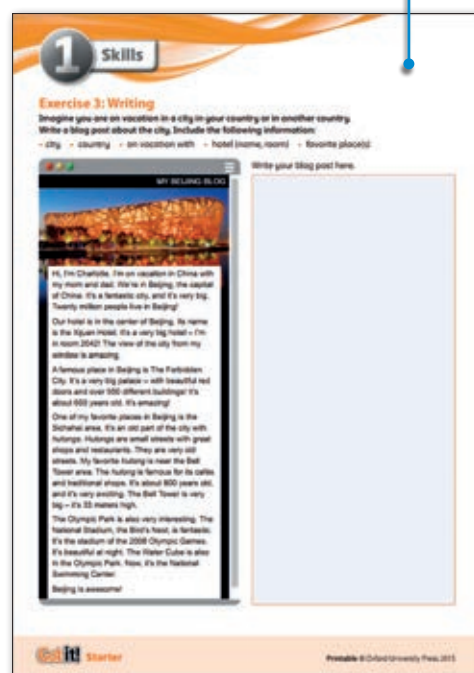 1 Skills
Exercise 3: Writing
Imagine you are on vacation in a city in your country or in another country.
Write a blog post about the city. Include the following information:
• city • country • on vacation with • hotel (name, room) • favorite place(s)
MY BEIJING BLOG
Hi, I'm Charlotte. I'm on vacation in China with
my mom and dad. We're in Beijing, the capital
of China. It's a fantastic city, and it's very big.
Twenty million people live in Beijing!
Our hotel is in the center of Beijing. Its name
is the Xijuan Hotel. It's a very big hotel – I'm
in room 2042! The view of the city from my
window is amazing.
A famous place in Beijing is The Forbidden
City. It's a very big palace – with beautiful red
doors and over 500 different buildings! It's
about 600 years old. It's amazing!
One of my favorite places in Beijing is the
Shichahai area. It's an old part of the city with
hutongs. Hutongs are small streets with great
shops and restaurants. They are very old
streets. My favorite hutong is near the Bell
Tower area. The hutong is famous for its cafés
and traditional shops. It's about 800 years old,
and it's very exciting. The Bell Tower is very
big – it's 33 meters high.
The Olympic Park is also very interesting. The
National Stadium, the Bird's Nest, is fantastic.
It's the stadium of the 2008 Olympic Games.
It's beautiful at night. The Water Cube is also
in the Olympic Park. Now, it's the National
Swimming Center.
Beijing is awesome!
Write your blog post here.
Got it! Starter
Printable © Oxford University Press 2015